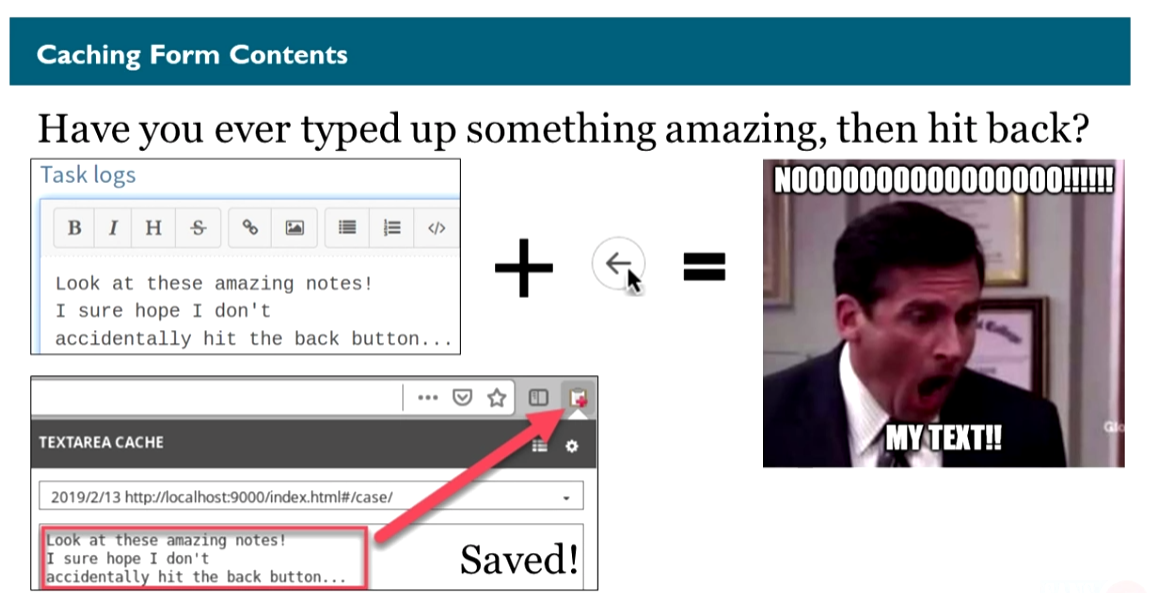 Caching Form Contents
Have you ever typed up something amazing, then hit back?
Task logs
B I H S </>
Look at these amazing notes!
I sure hope I don't
accidentally hit the back button...
+
=
NOOOOOOOOOOOOOOOOO!!!!!!
MY TEXT!!
TEXTAREA CACHE
2019/2/13 http://localhost:9000/index.html#/case/
Look at these amazing notes!
I sure hope I don't
accidentally hit the back button...
Saved!